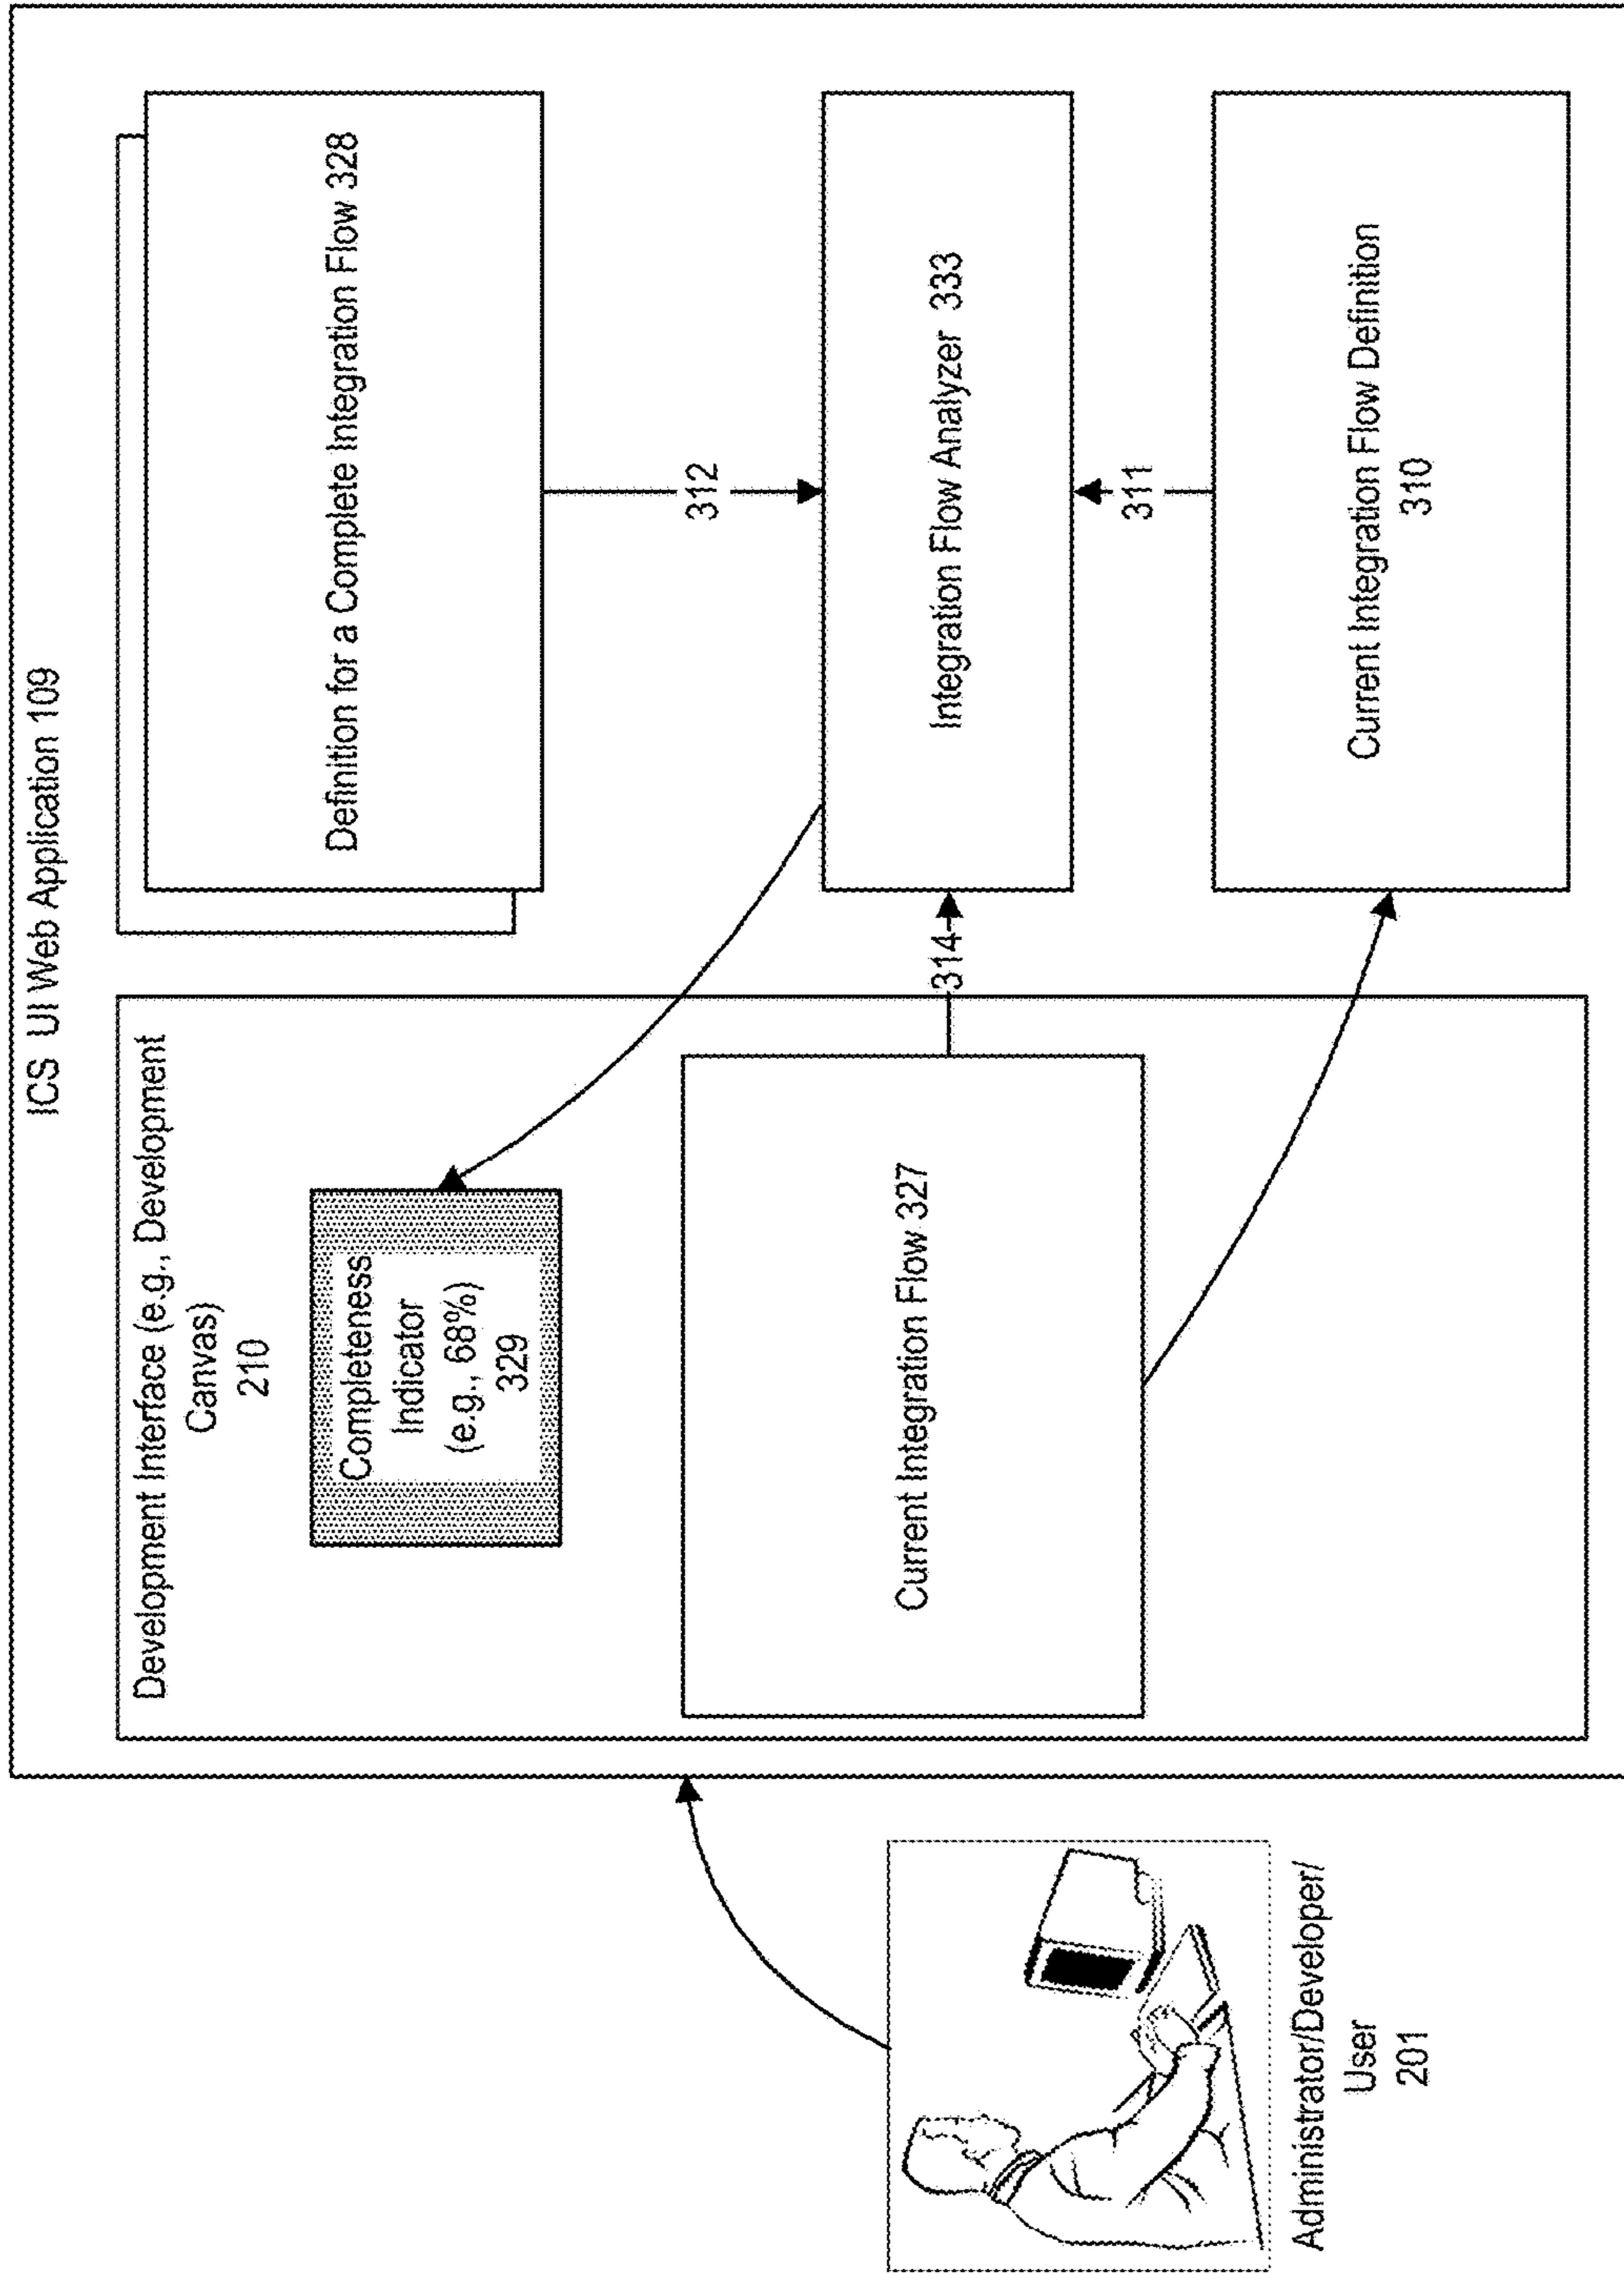 ICS UI Web Application 109
Development Interface (e.g., Development
Canvas)
210
Completeness
Indicator
(e.g., 68%)
329
Current Integration Flow 327
314
Definition for a Complete Integration Flow 328
312
Integration Flow Analyzer 333
311
Current Integration Flow Definition
310
Administrator/Developer/
User
201